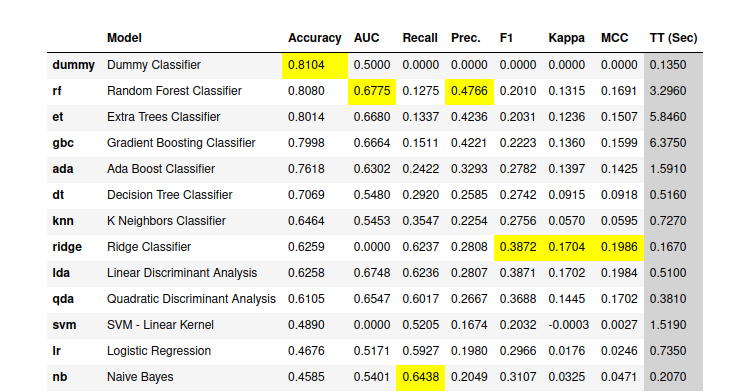 Model Accuracy AUC Recall Prec. F1 Kappa MCC TT (Sec)
dummy Dummy Classifier 0.8104 0.5000 0.0000 0.0000 0.0000 0.0000 0.0000 0.1350
rf Random Forest Classifier 0.8080 0.6775 0.1275 0.4766 0.2010 0.1315 0.1691 3.2960
et Extra Trees Classifier 0.8014 0.6680 0.1337 0.4236 0.2031 0.1236 0.1507 5.8460
gbc Gradient Boosting Classifier 0.7998 0.6664 0.1511 0.4221 0.2223 0.1360 0.1599 6.3750
ada Ada Boost Classifier 0.7618 0.6302 0.2422 0.3293 0.2782 0.1397 0.1425 1.5910
dt Decision Tree Classifier 0.7069 0.5480 0.2920 0.2585 0.2742 0.0915 0.0918 0.5160
knn K Neighbors Classifier 0.6464 0.5453 0.3547 0.2254 0.2756 0.0570 0.0595 0.7270
ridge Ridge Classifier 0.6259 0.0000 0.6237 0.2808 0.3872 0.1704 0.1986 0.1670
lda Linear Discriminant Analysis 0.6258 0.6748 0.6236 0.2807 0.3871 0.1702 0.1984 0.5100
qda Quadratic Discriminant Analysis 0.6105 0.6547 0.6017 0.2667 0.3688 0.1445 0.1702 0.3810
svm SVM - Linear Kernel 0.4890 0.0000 0.5205 0.1674 0.2032 -0.0003 0.0027 1.5190
lr Logistic Regression 0.4676 0.5171 0.5927 0.1980 0.2966 0.0176 0.0246 0.7350
nb Naive Bayes 0.4585 0.5401 0.6438 0.2049 0.3107 0.0325 0.0471 0.2070